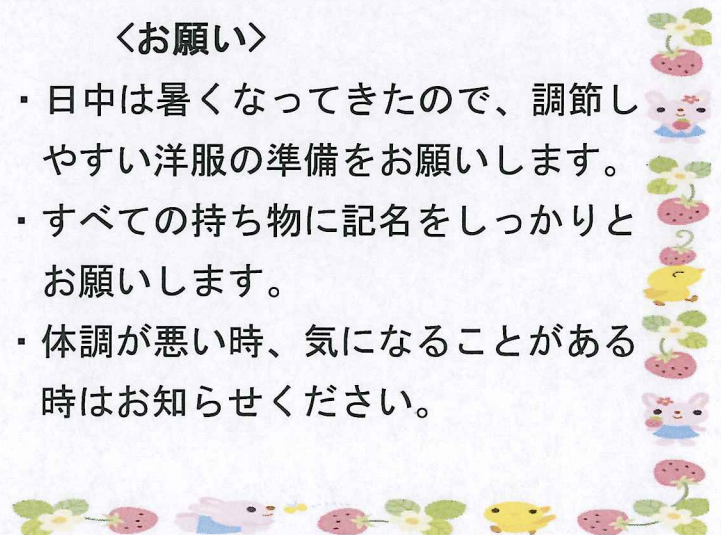 〈お願い〉
・日中は暑くなってきたので、調節し
やすい洋服の準備をお願いします。
・すべての持ち物に記名をしっかりと
お願いします。
・体調が悪い時、気になることがある
時はお知らせください。